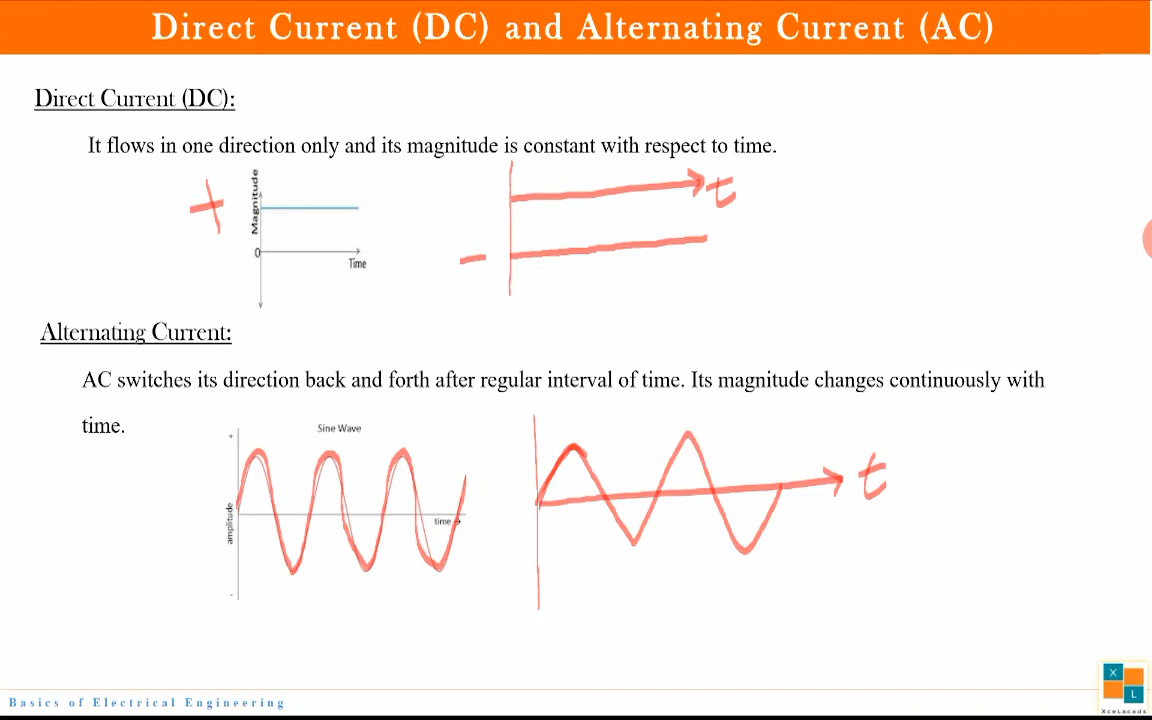 Direct Current (DC) and Alternating Current (AC)
Direct Current (DC):
It flows in one direction only and its magnitude is constant with respect to time.
+
Magnitude
0
Time
t
-
Alternating Current:
AC switches its direction back and forth after regular interval of time. Its magnitude changes continuously with
time.
Sine Wave
+
amplitude
time
-
t
Basics of Electrical Engineering
X
L
XceLacads